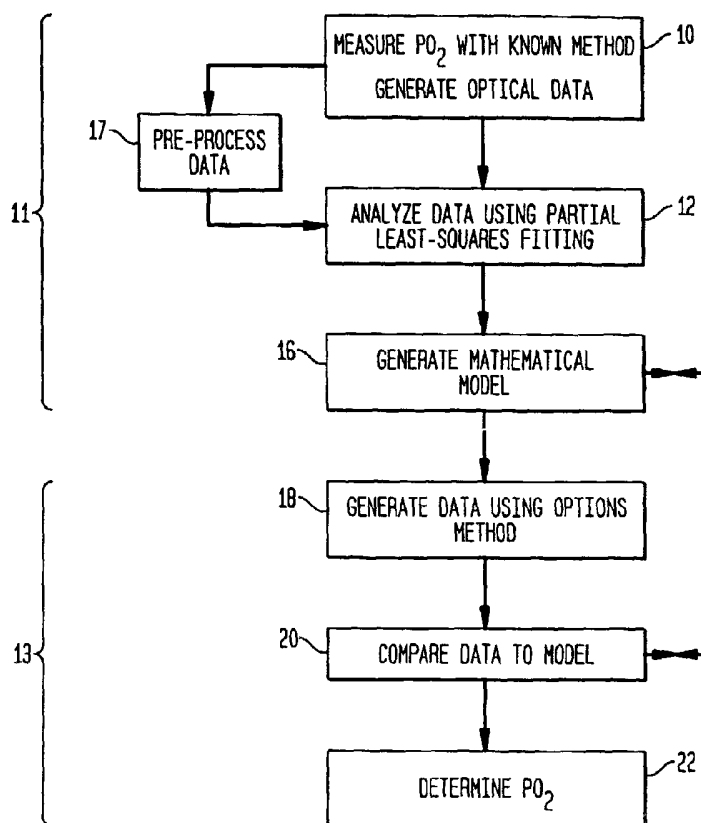 MEASURE PO2 WITH KNOWN METHOD
GENERATE OPTICAL DATA
10
17
PRE-PROCESS
DATA
11
ANALYZE DATA USING PARTIAL
LEAST-SQUARES FITTING
12
16
GENERATE MATHEMATICAL
MODEL
18
GENERATE DATA USING OPTIONS
METHOD
13
20
COMPARE DATA TO MODEL
22
DETERMINE PO2